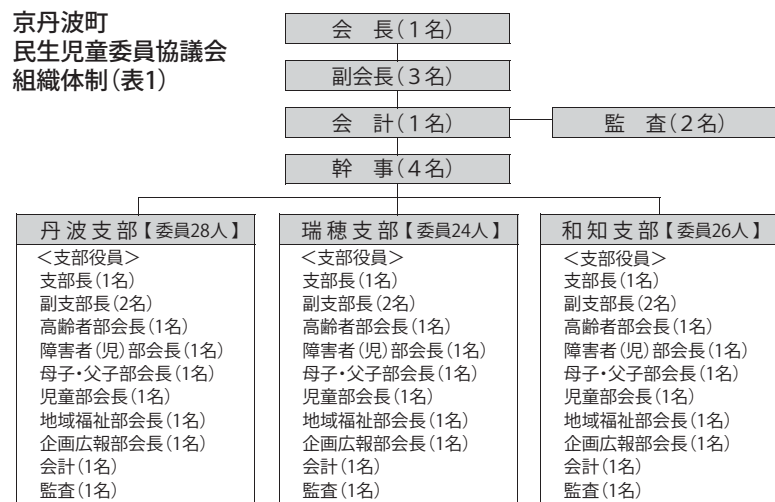 京丹波町
民生児童委員協議会
組織体制(表1)
会　長(1名)
副会長(3名)
会　計(1名)
監　査(2名)
幹　事(4名)
丹波支部【委員28人】
<支部役員>
支部長(1名)
副支部長(2名)
高齢者部会長(1名)
障害者(児)部会長(1名)
母子・父子部会長(1名)
児童部会長(1名)
地域福祉部会長(1名)
企画広報部会長(1名)
会計(1名)
監査(1名)
瑞穂支部【委員24人】
<支部役員>
支部長(1名)
副支部長(2名)
高齢者部会長(1名)
障害者(児)部会長(1名)
母子・父子部会長(1名)
児童部会長(1名)
地域福祉部会長(1名)
企画広報部会長(1名)
会計(1名)
監査(1名)
和知支部【委員26人】
<支部役員>
支部長(1名)
副支部長(2名)
高齢者部会長(1名)
障害者(児)部会長(1名)
母子・父子部会長(1名)
児童部会長(1名)
地域福祉部会長(1名)
企画広報部会長(1名)
会計(1名)
監査(1名)